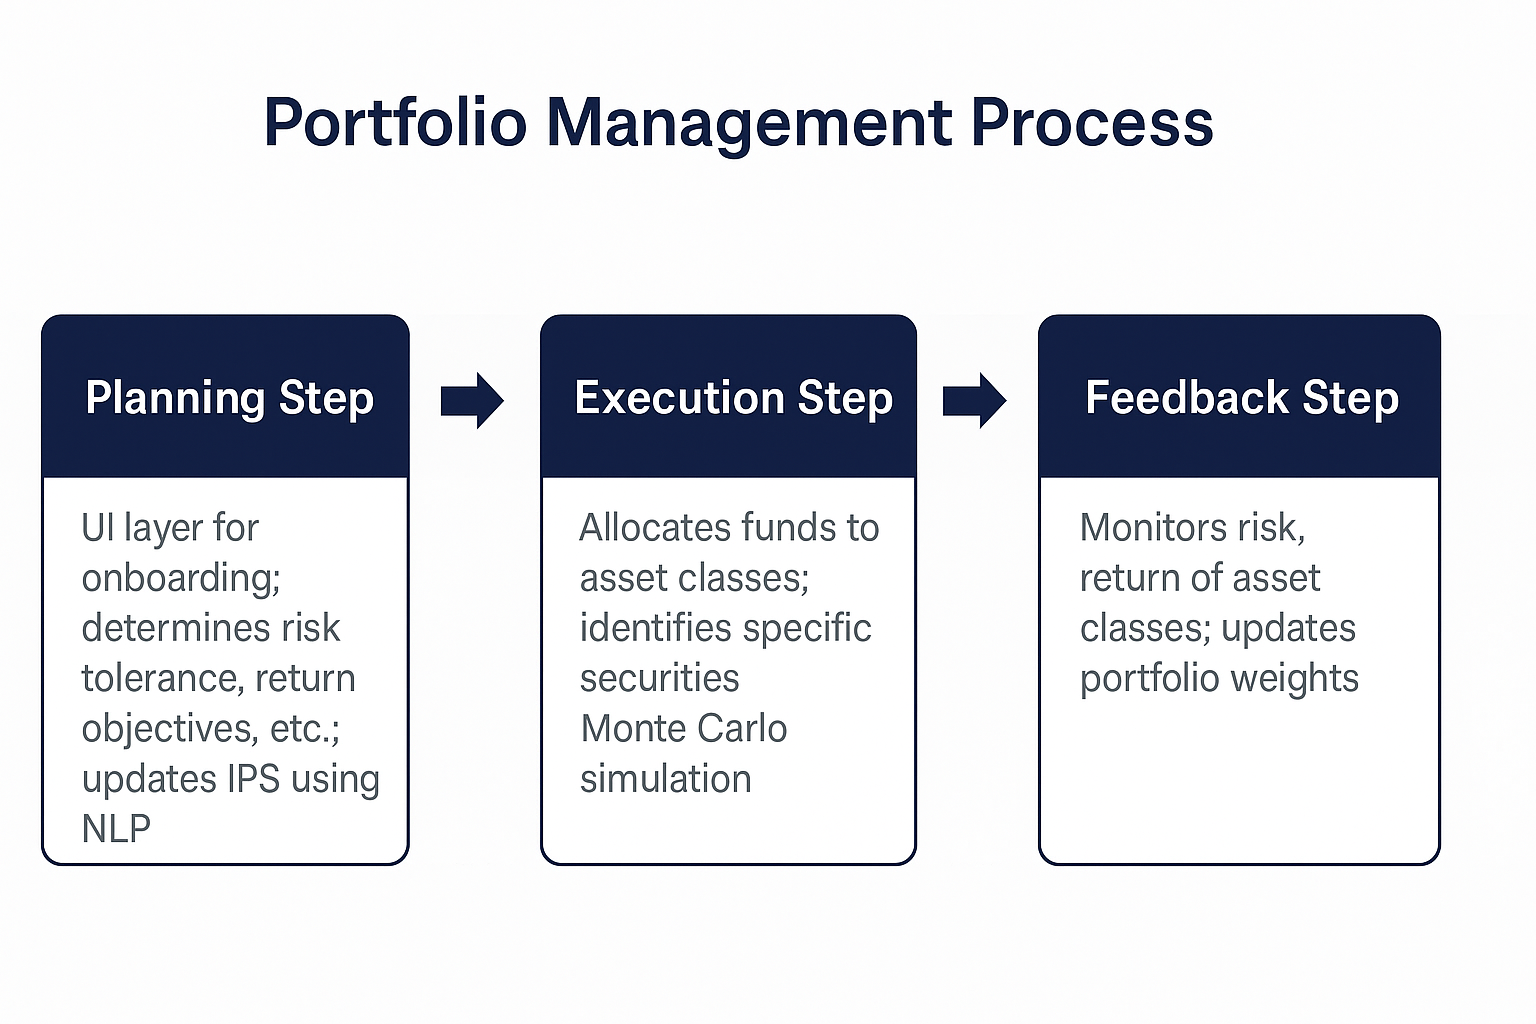 Portfolio Management Process
Planning Step
UI layer for
onboarding;
determines risk
tolerance, return
objectives, etc.;
updates IPS using
NLP
Execution Step
Allocates funds to
asset classes;
identifies specific
securities
Monte Carlo
simulation
Feedback Step
Monitors risk,
return of asset
classes; updates
portfolio weights